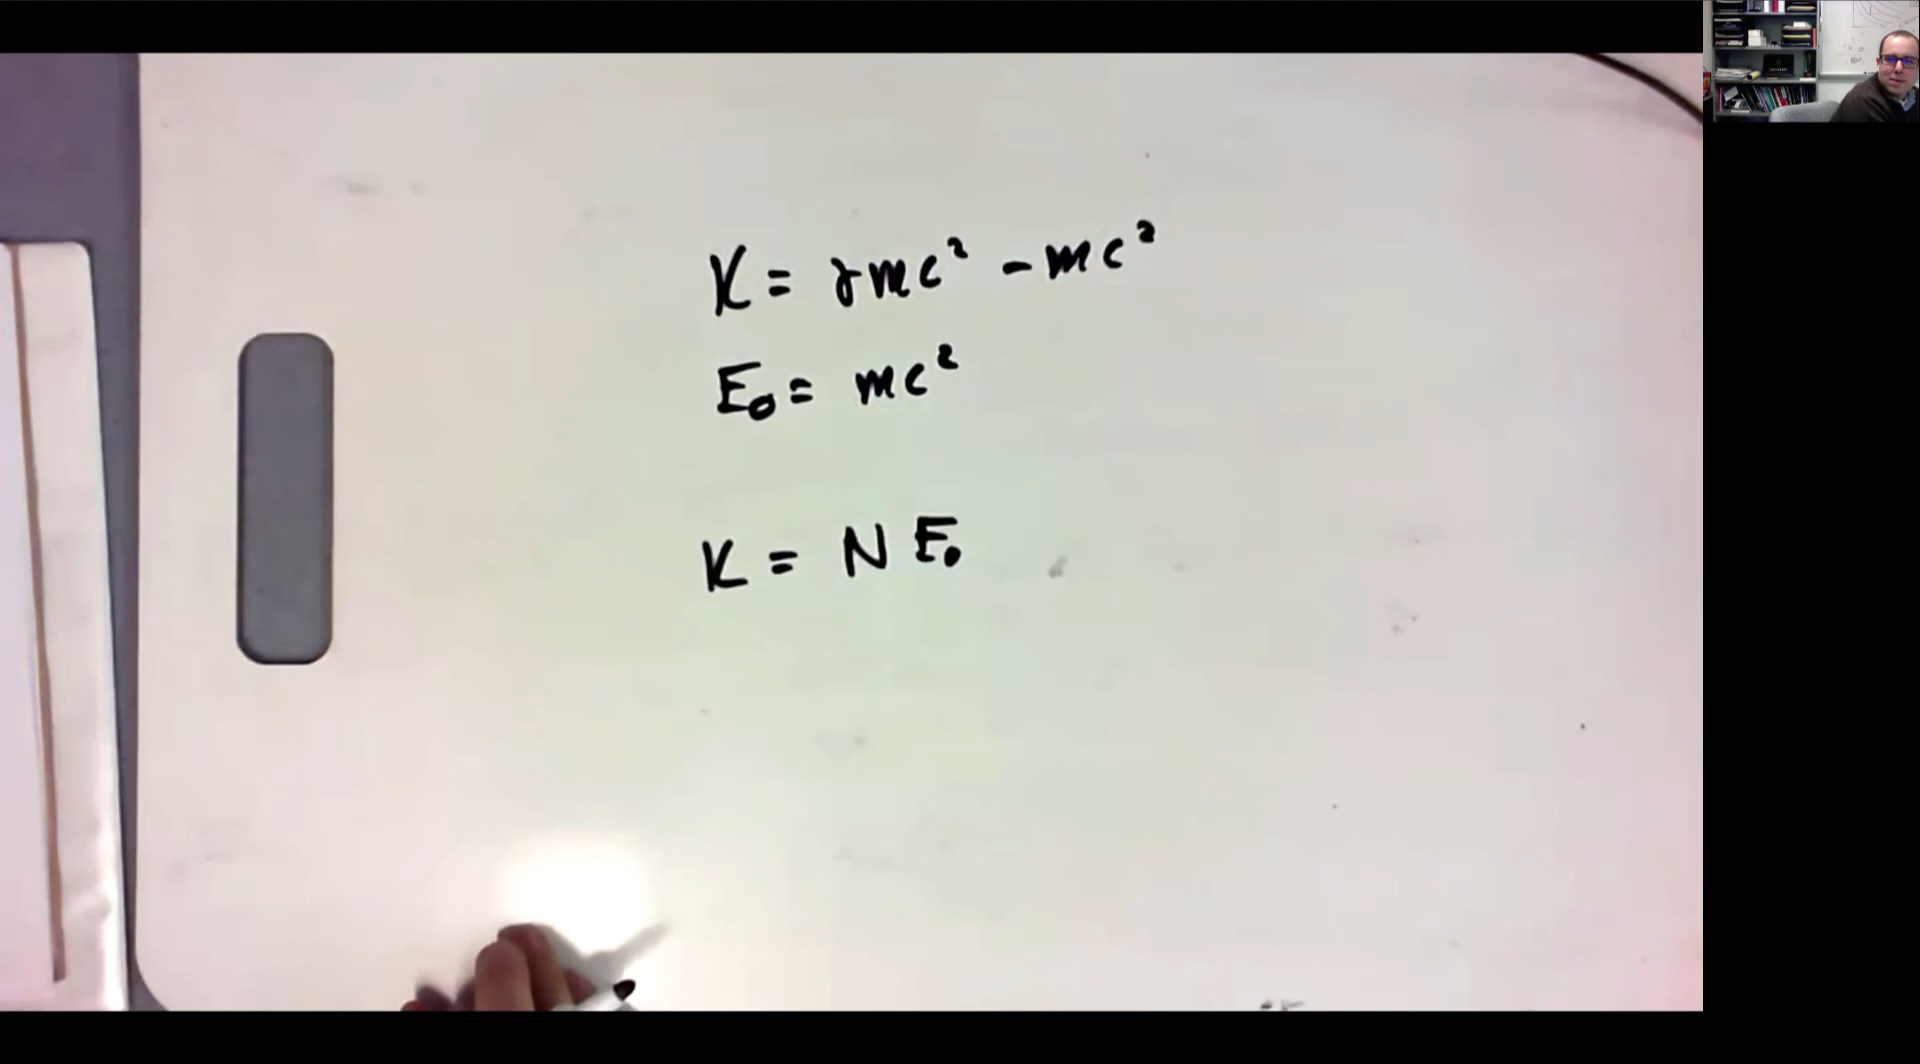 K = γmc² - mc²
E₀ = mc²
K = N E₀